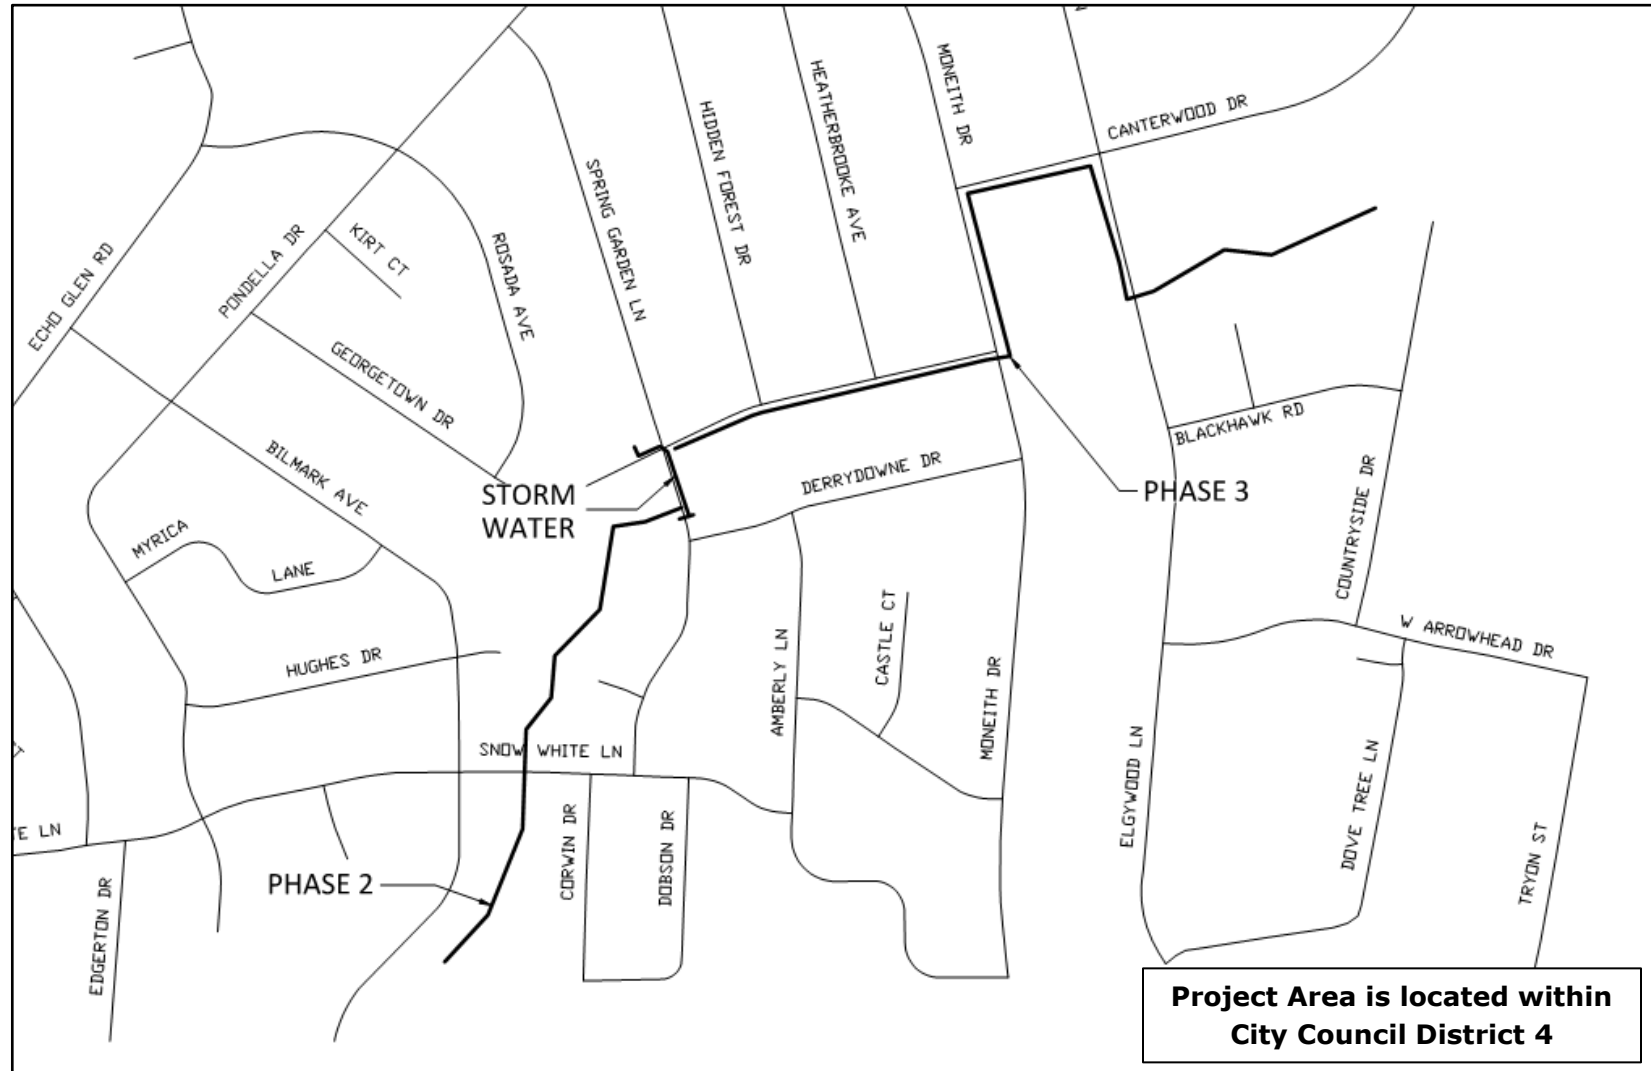 MONEITH DR
CANTERWOOD DR
HEATHERBROOKE AVE
HIDDEN FOREST DR
SPRING GARDEN LN
ROSADA AVE
KIRT CT
PONDELLA DR
ECHO GLEN RD
GEORGETOWN DR
BILMARK AVE
BLACKHAWK RD
DERRYDOWNE DR
STORM
WATER
PHASE 3
COUNTRYSIDE DR
MYRICA
LANE
W ARROWHEAD DR
HUGHES DR
AMBERLY LN
CASTLE CT
MONEITH DR
SNOW WHITE LN
ELGYWOOD LN
DOVE TREE LN
TE LN
CORWIN DR
DOBSON DR
TRYON ST
PHASE 2
EDGERTON DR
Project Area is located within
City Council District 4